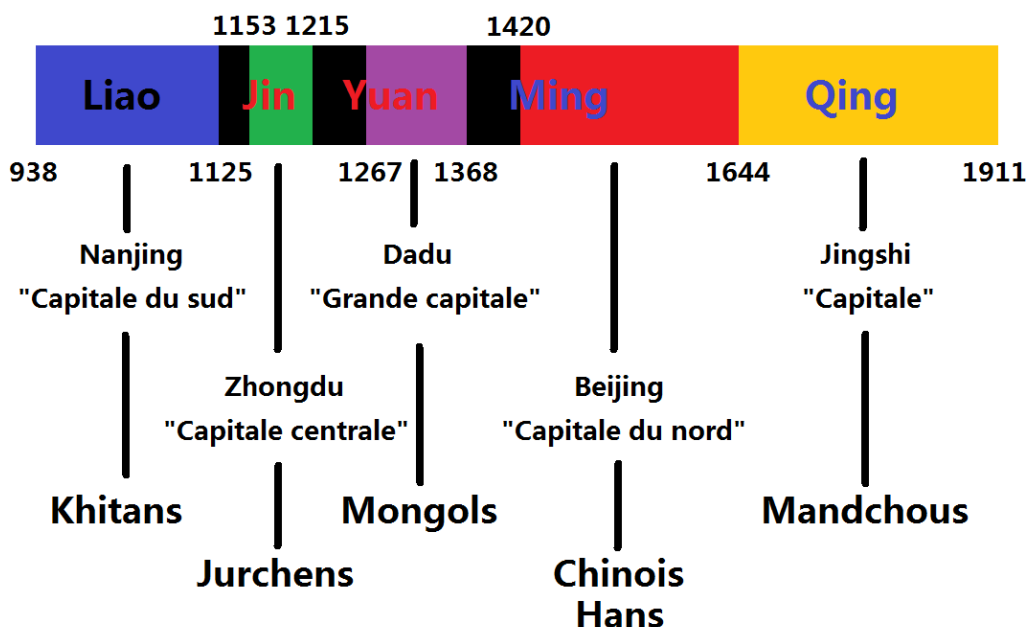 1153 1215 1420
Liao Jin Yuan Ming Qing
938 1125 1267 1368 1644 1911
Nanjing Dadu Jingshi
"Capitale du sud" "Grande capitale" "Capitale"
Zhongdu Beijing
"Capitale centrale" "Capitale du nord"
Khitans Mongols Mandchous
Jurchens Chinois
Hans